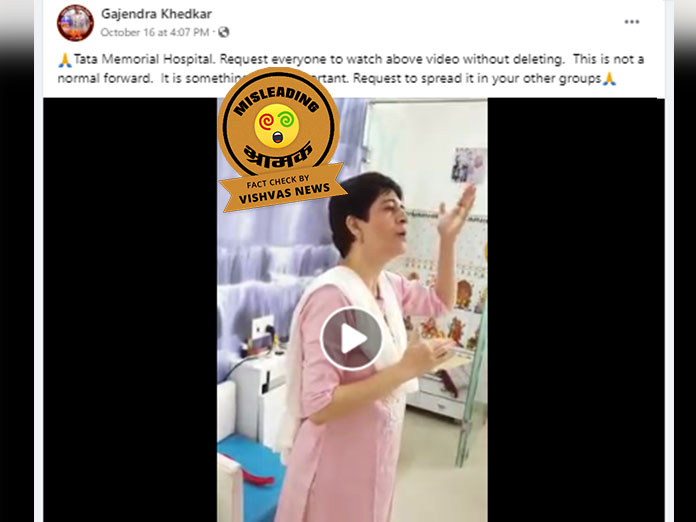 Gajendra Khedkar
October 16 at 4:07 PM ·
🙏Tata Memorial Hospital. Request everyone to watch above video without deleting. This is not a
normal forward. It is something portant. Request to spread it in your other groups🙏
MISLEADING
भ्रामक
FACT CHECK BY
VISHVAS NEWS